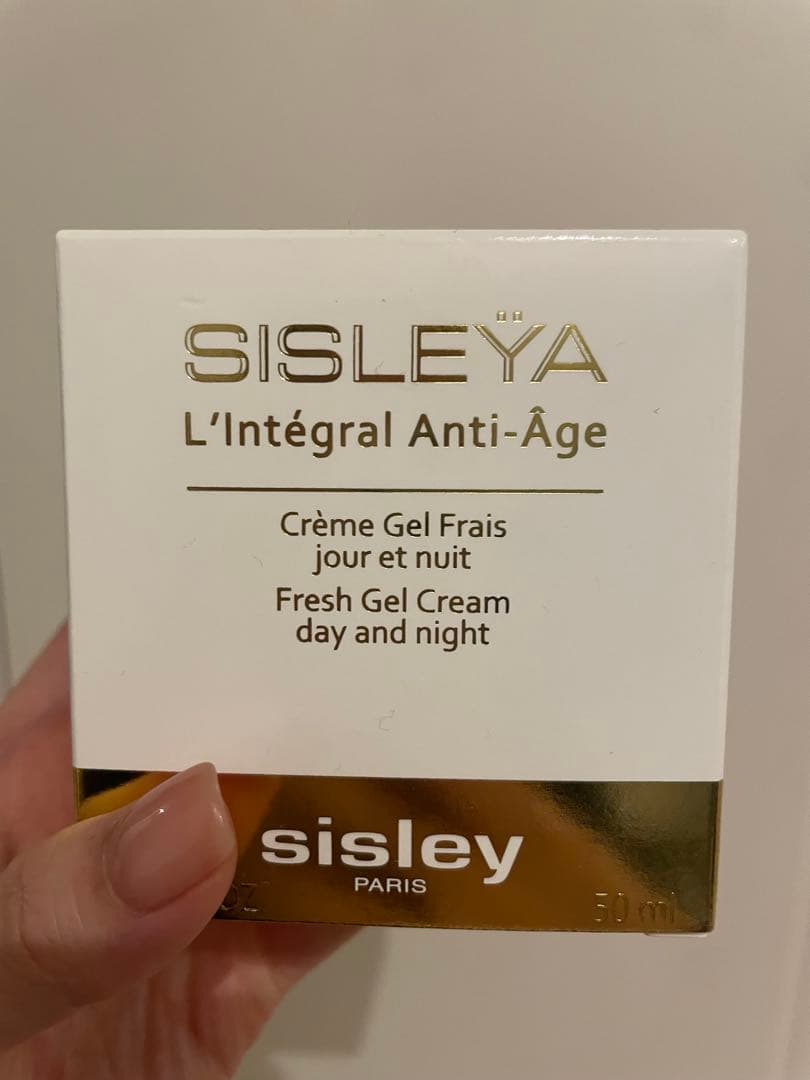 SISLEŸA
L'Intégral Anti-Âge
Crème Gel Frais
jour et nuit
Fresh Gel Cream
day and night
sisley
PARIS
OZ 50 ml